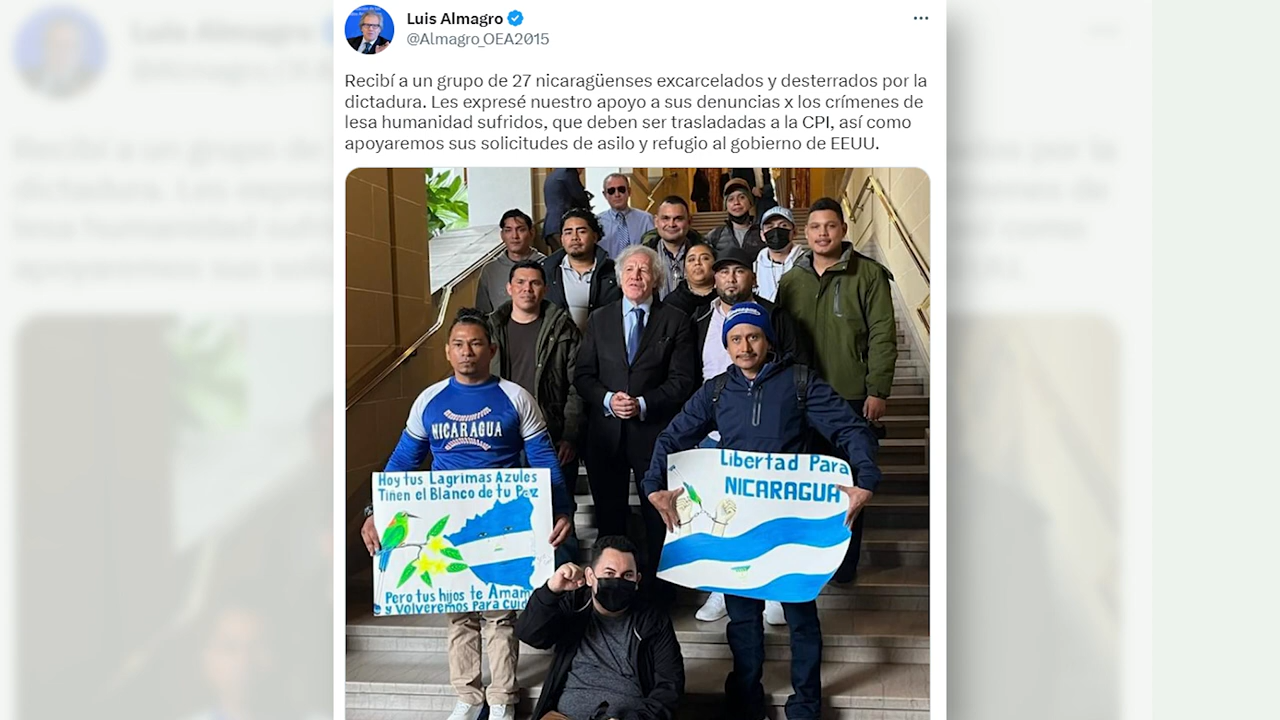 Luis Almagro
@Almagro_OEA2015
Recibí a un grupo de 27 nicaragüenses excarcelados y desterrados por la
dictadura. Les expresé nuestro apoyo a sus denuncias x los crímenes de
lesa humanidad sufridos, que deben ser trasladadas a la CPI, así como
apoyaremos sus solicitudes de asilo y refugio al gobierno de EEUU.
NICARAGUA
Hoy tus Lagrimas Azules
Tiñen el Blanco de tu Paz
Pero tus hijos te Aman
y Volveremos Para
Libertad Para
NICARAGUA